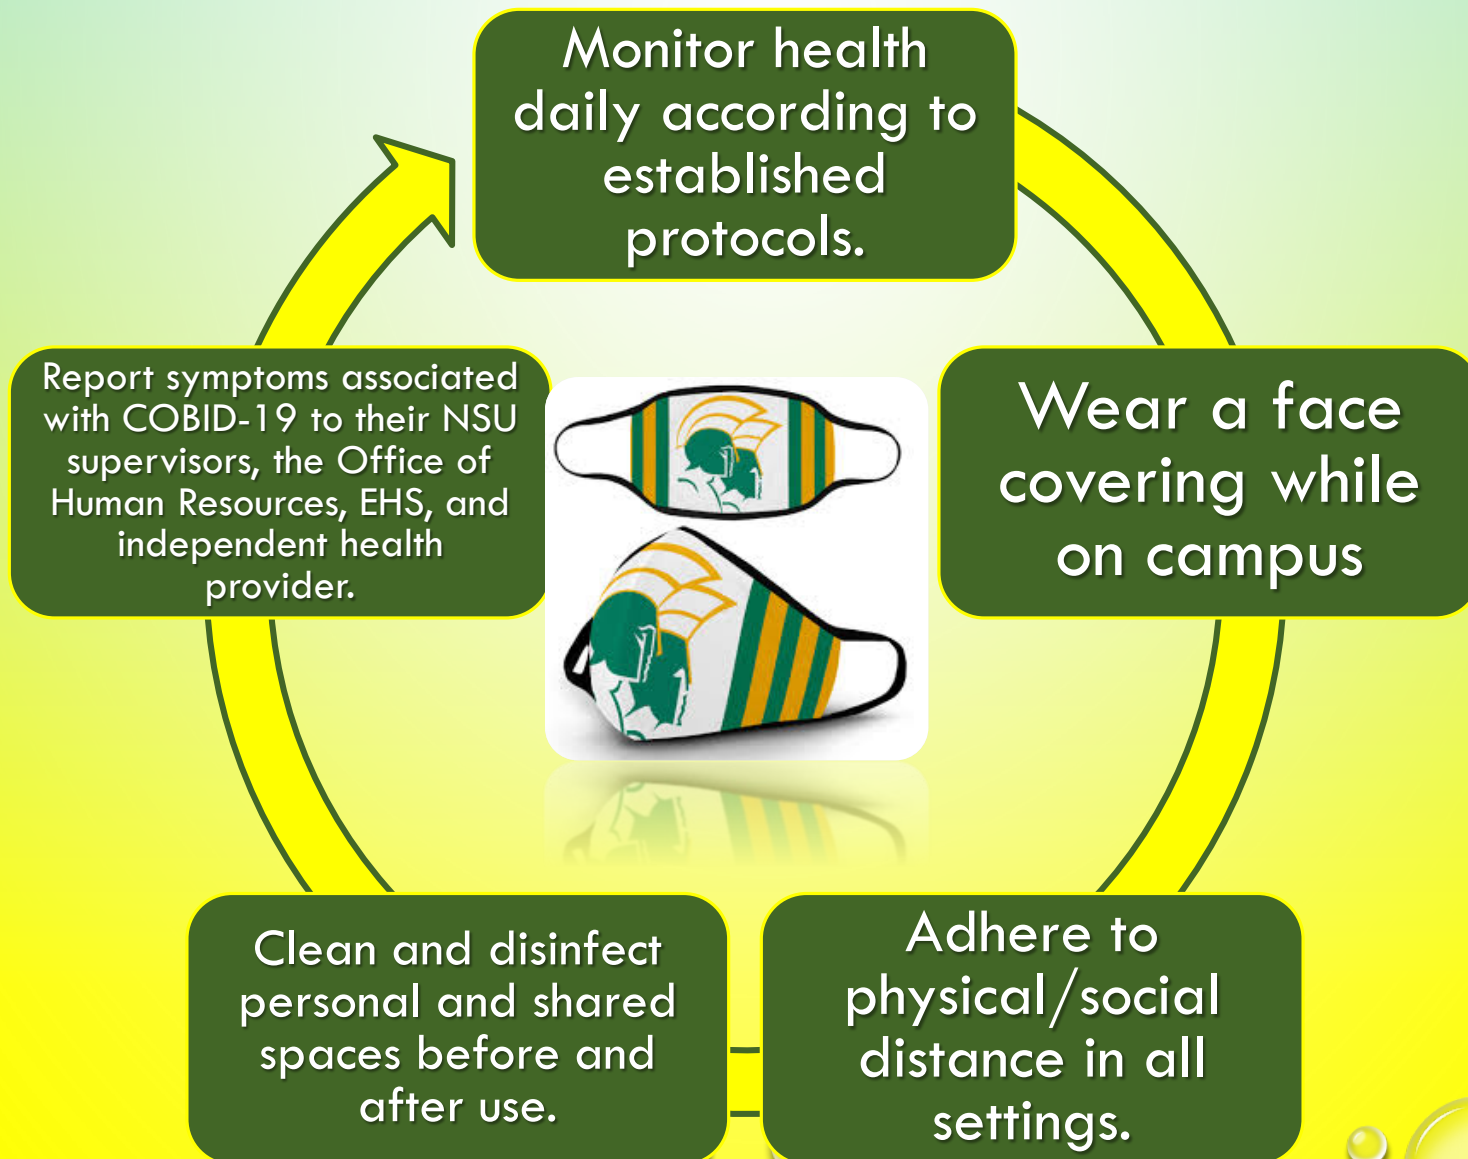 Monitor health
daily according to
established
protocols.
Wear a face
covering while
on campus
Adhere to
physical/social
distance in all
settings.
Clean and disinfect
personal and shared
spaces before and
after use.
Report symptoms associated
with COBID-19 to their NSU
supervisors, the Office of
Human Resources, EHS, and
independent health
provider.